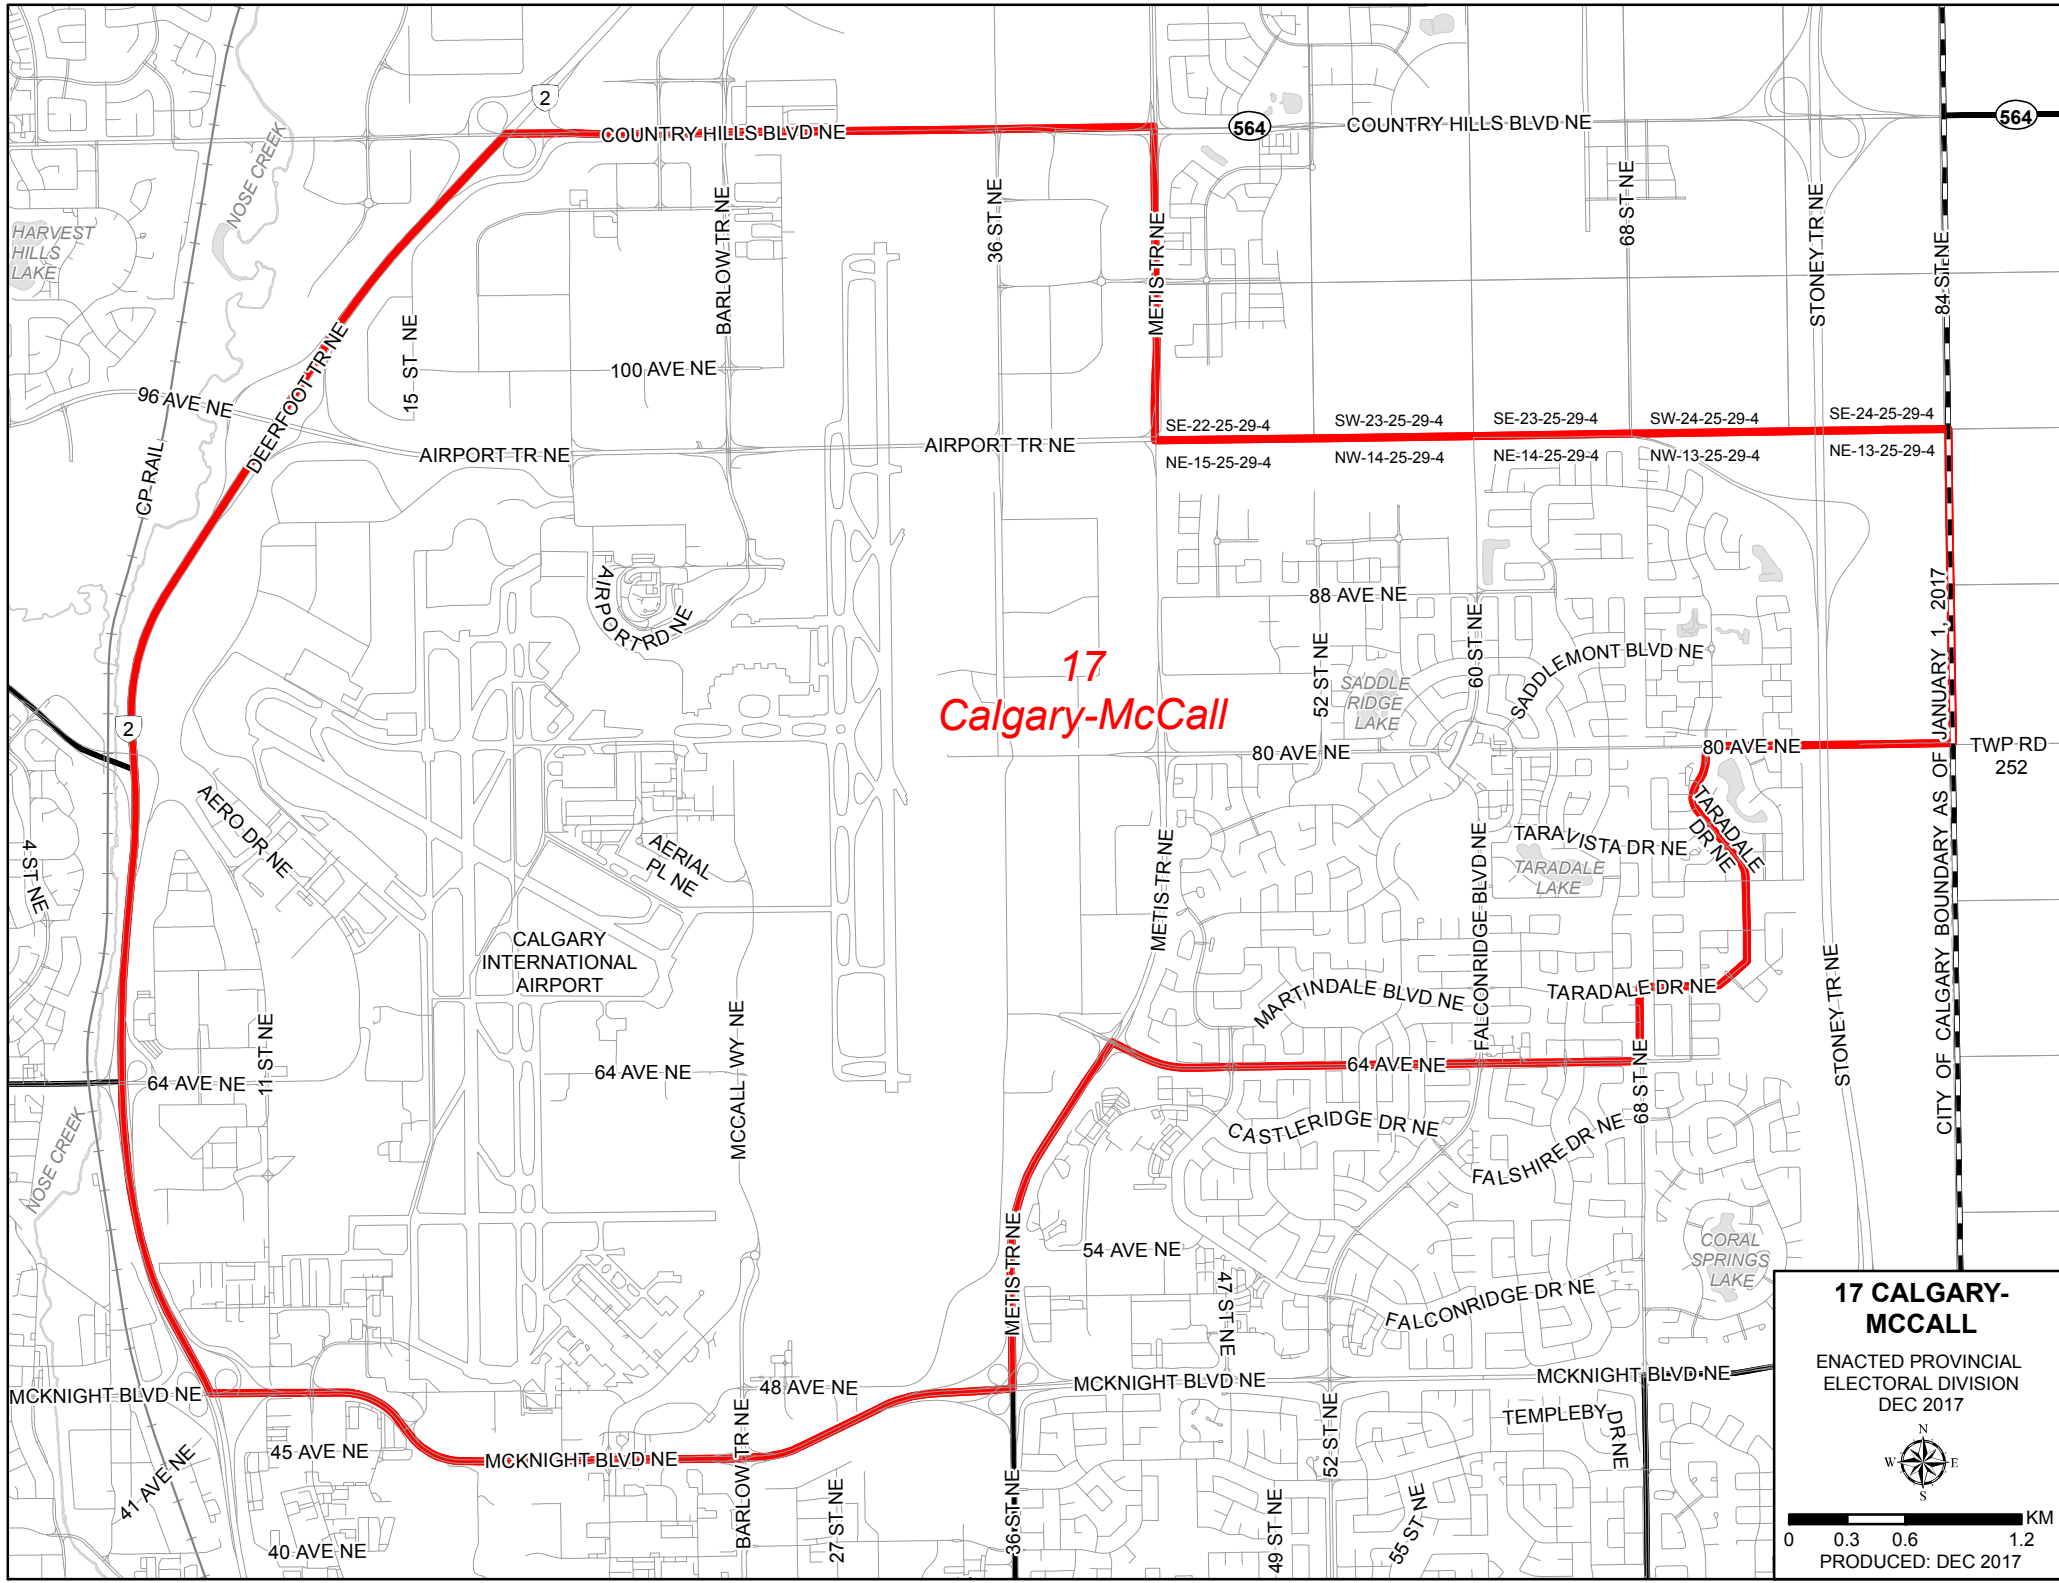 2
COUNTRY HILLS BLVD NE
564
COUNTRY HILLS BLVD NE
564
NOSE CREEK
HARVEST
HILLS
LAKE
36 ST NE
METIS TR NE
68 ST NE
STONEY TR NE
84 ST NE
BARLOW TR NE
15 ST NE
DEERFOOT TR NE
100 AVE NE
96 AVE NE
CP RAIL
AIRPORT TR NE
AIRPORT TR NE
SE-22-25-29-4
SW-23-25-29-4
SE-23-25-29-4
SW-24-25-29-4
SE-24-25-29-4
NE-15-25-29-4
NW-14-25-29-4
NE-14-25-29-4
NW-13-25-29-4
NE-13-25-29-4
AIRPORT RD NE
88 AVE NE
52 ST NE
60 ST NE
SADDLEMONT BLVD NE
SADDLE
RIDGE
LAKE
17
Calgary-McCall
2
80 AVE NE
80 AVE NE
TWP RD
252
CITY OF CALGARY BOUNDARY AS OF JANUARY 1, 2017
AERO DR NE
AERIAL
PL NE
4 ST NE
METIS TR NE
FALCONRIDGE BLVD NE
TARAVISTA DR NE
TARADALE
DR NE
TARADALE
LAKE
CALGARY
INTERNATIONAL
AIRPORT
MARTINDALE BLVD NE
TARADALE DR NE
STONEY TR NE
11 ST NE
MCCALL WY NE
64 AVE NE
64 AVE NE
64 AVE NE
68 ST NE
NOSE CREEK
CASTLERIDGE DR NE
FALSHIRE DR NE
METIS TR NE
54 AVE NE
47 ST NE
FALCONRIDGE DR NE
CORAL
SPRINGS
LAKE
MCKNIGHT BLVD NE
48 AVE NE
MCKNIGHT BLVD NE
MCKNIGHT BLVD NE
TEMPLEBY DR NE
45 AVE NE
MCKNIGHT BLVD NE
BARLOW TR NE
41 AVE NE
40 AVE NE
27 ST NE
36 ST NE
49 ST NE
52 ST NE
55 ST NE
17 CALGARY-
MCCALL
ENACTED PROVINCIAL
ELECTORAL DIVISION
DEC 2017
N
W E
S
KM
0 0.3 0.6 1.2
PRODUCED: DEC 2017